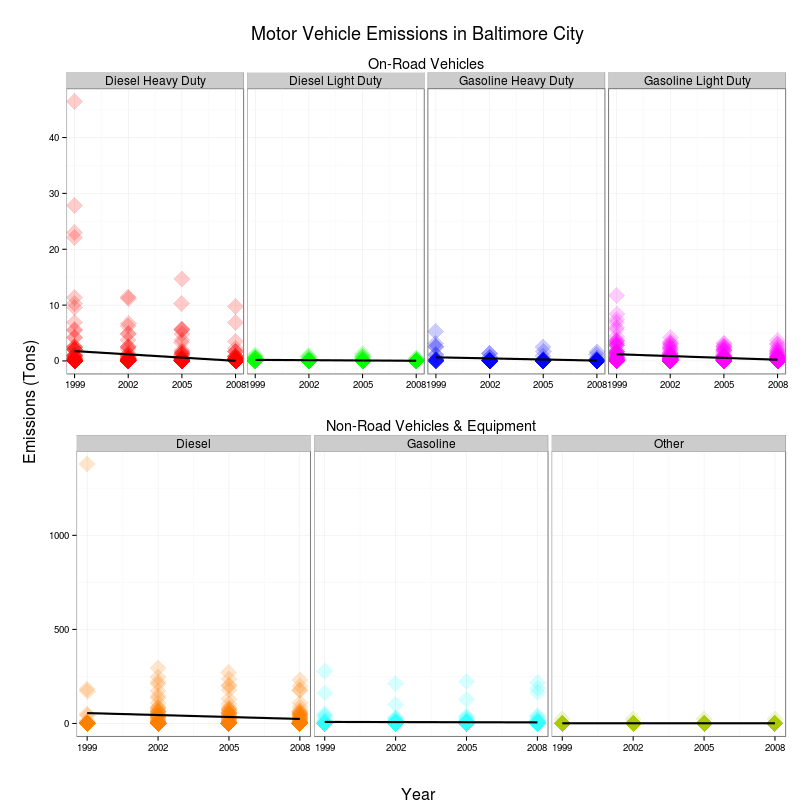 Motor Vehicle Emissions in Baltimore City
On-Road Vehicles
Diesel Heavy Duty Diesel Light Duty Gasoline Heavy Duty Gasoline Light Duty
40
30
20
10
0
1999 2002 2005 2008 1999 2002 2005 2008 1999 2002 2005 2008 1999 2002 2005 2008
Emissions (Tons)
Non-Road Vehicles & Equipment
Diesel Gasoline Other
1000
500
0
1999 2002 2005 2008 1999 2002 2005 2008 1999 2002 2005 2008
Year